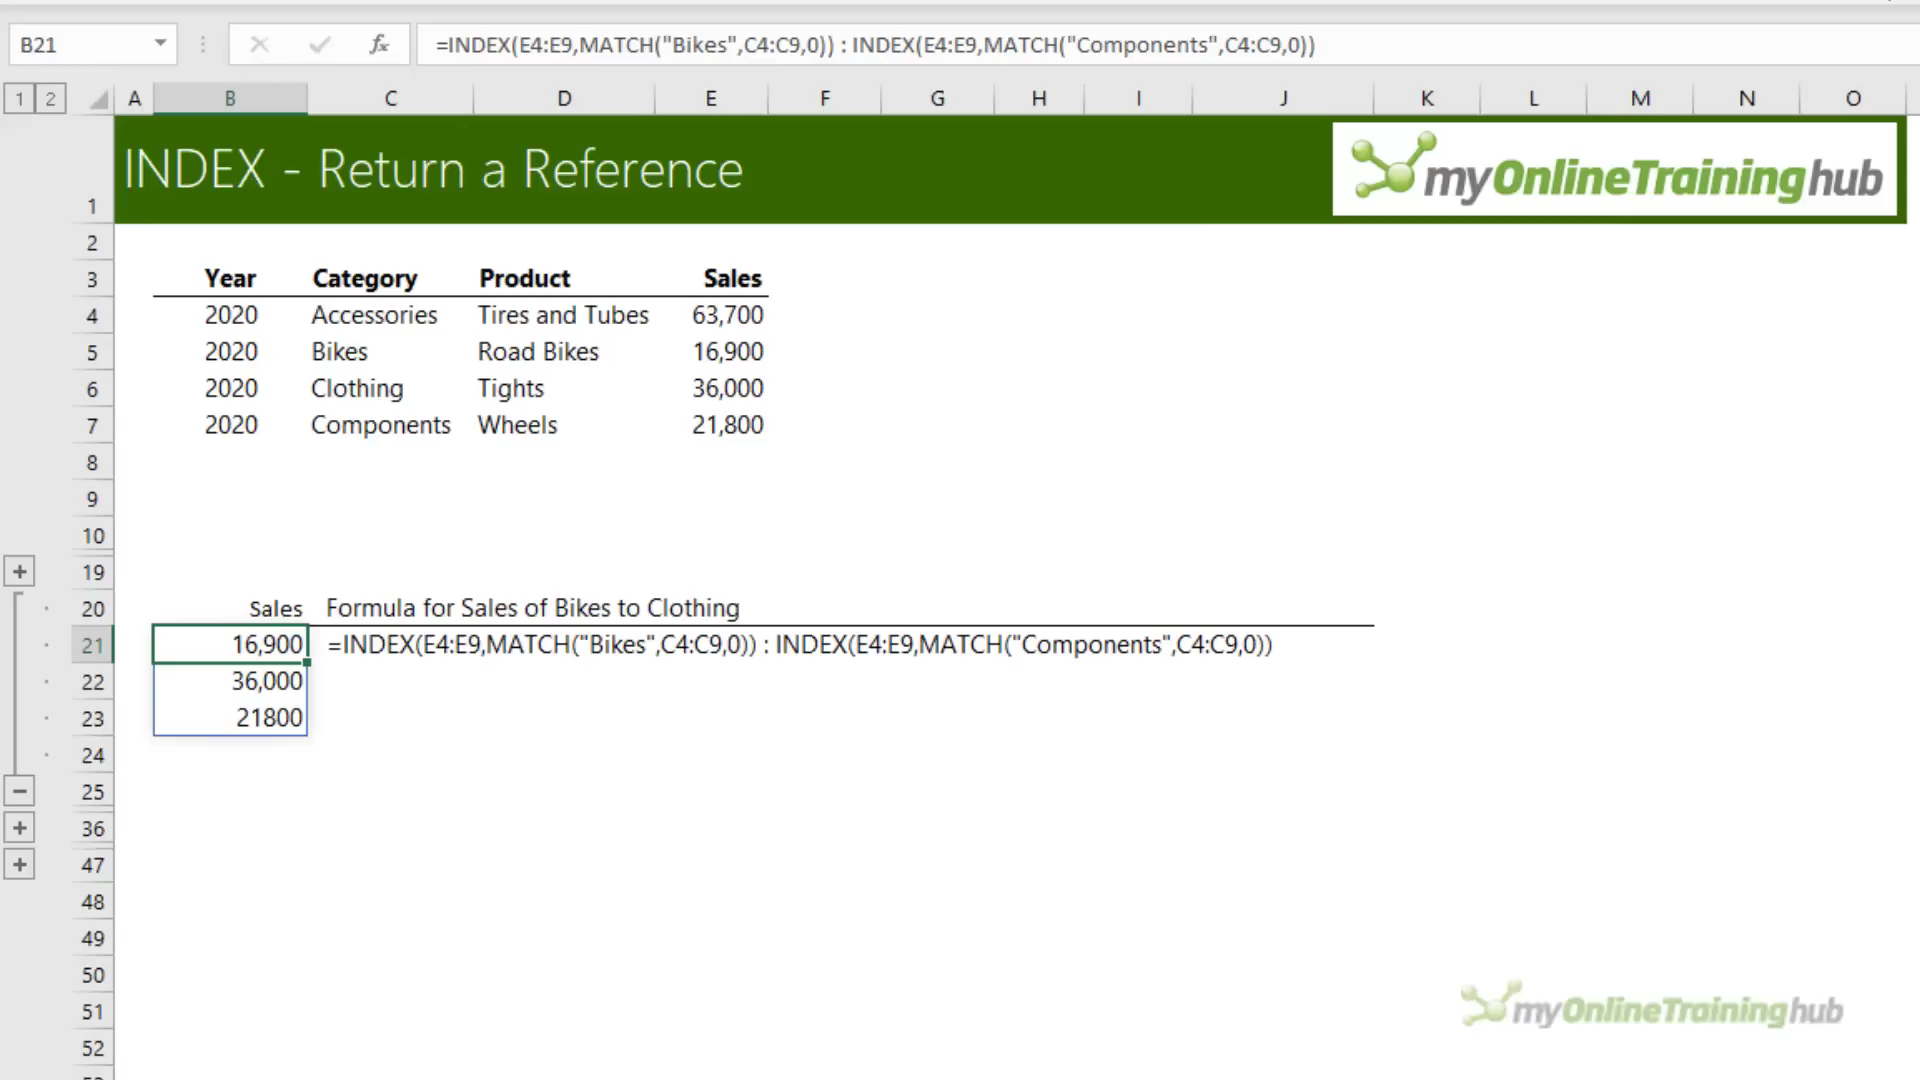 B21 fx =INDEX(E4:E9,MATCH("Bikes",C4:C9,0)) : INDEX(E4:E9,MATCH("Components",C4:C9,0))
1 2 A B C D E F G H I J K L M N O
1 INDEX - Return a Reference myOnlineTraininghub
2
3 Year Category Product Sales
4 2020 Accessories Tires and Tubes 63,700
5 2020 Bikes Road Bikes 16,900
6 2020 Clothing Tights 36,000
7 2020 Components Wheels 21,800
8
9
10
19
20 Sales Formula for Sales of Bikes to Clothing
21 16,900 =INDEX(E4:E9,MATCH("Bikes",C4:C9,0)) : INDEX(E4:E9,MATCH("Components",C4:C9,0))
22 36,000
23 21800
24
25
36
47
48
49
50
51 myOnlineTraininghub
52